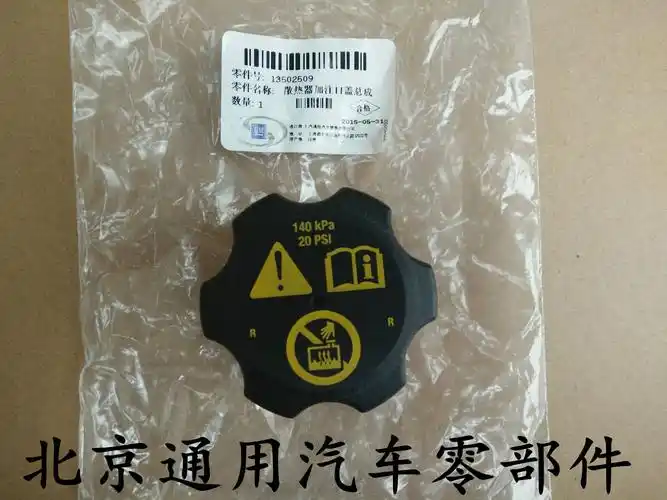 零件号: 13502509
零件名称: 散热器加注口盖总成
数量: 1
合格
2015-05-31
GM
140 kPa
20 PSI
R
R
北京通用汽车零部件